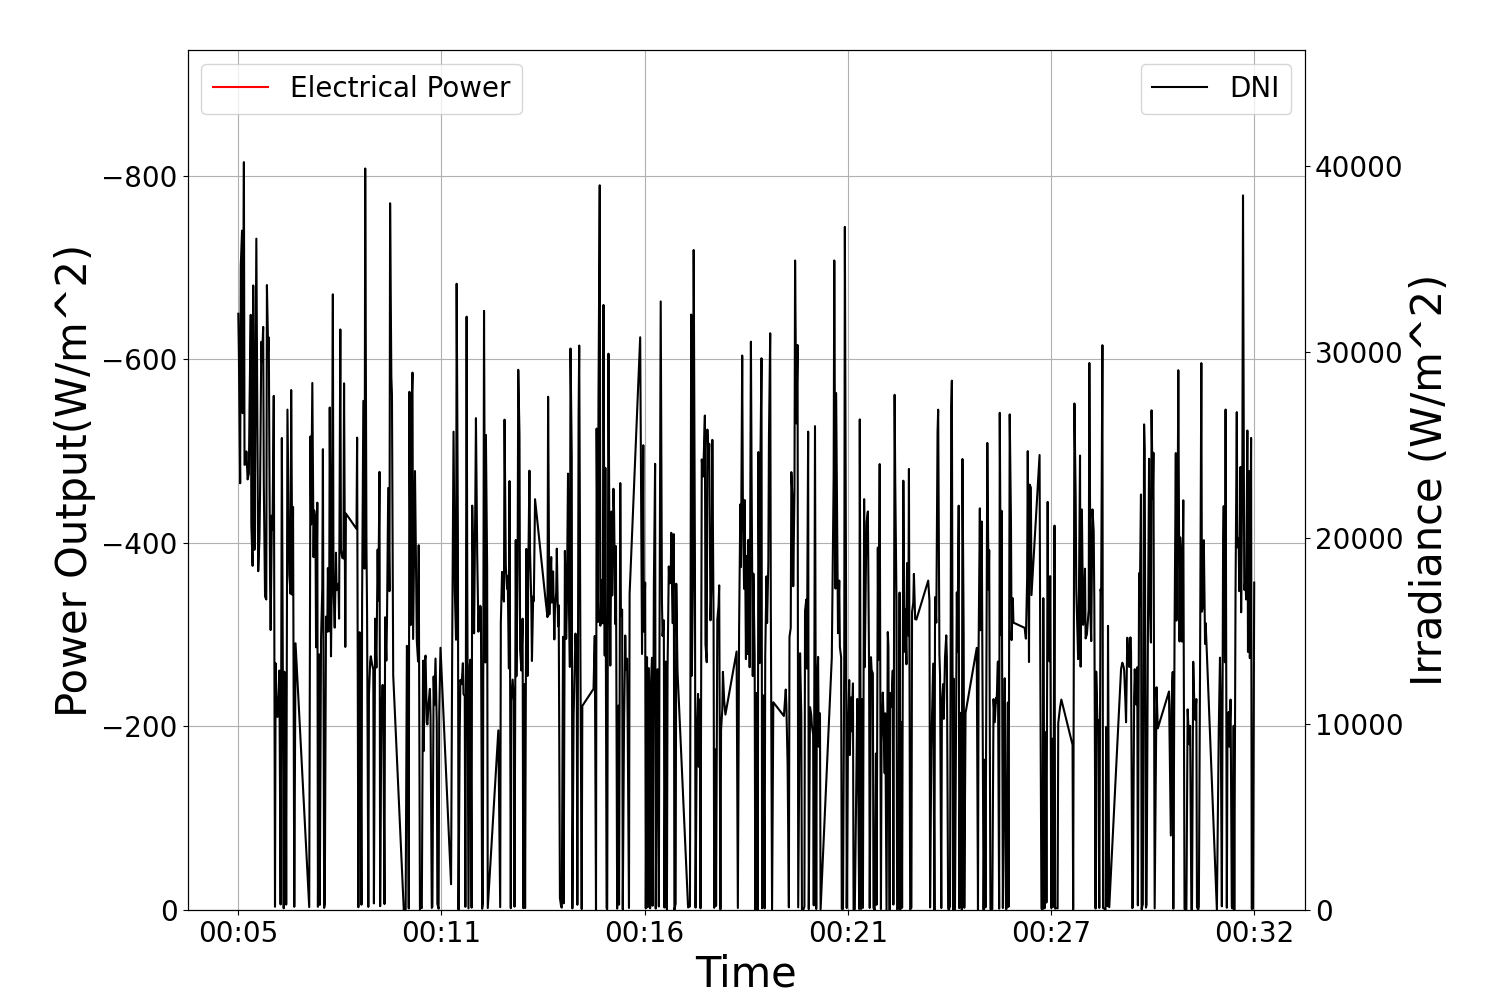 Electrical Power
DNI
−800
−600
−400
−200
0
40000
30000
20000
10000
0
Power Output(W/m^2)
Irradiance (W/m^2)
00:05 00:11 00:16 00:21 00:27 00:32
Time